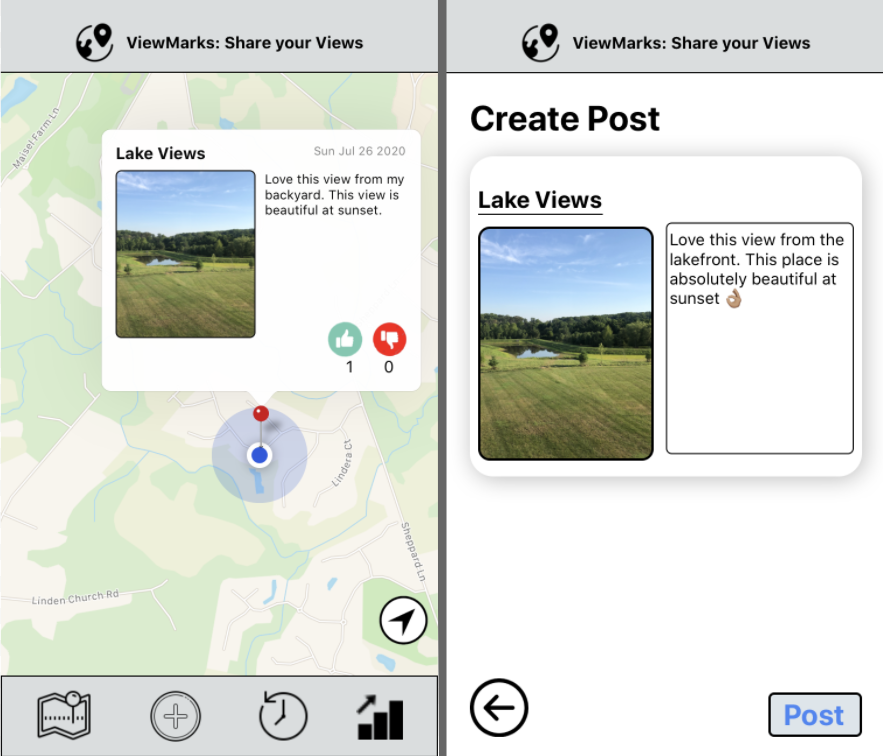 ViewMarks: Share your Views
Maisel Farm Ln
Lake Views
Sun Jul 26 2020
Love this view from my
backyard. This view is
beautiful at sunset.
1
0
Lindera Ct
Sheppard Ln
Linden Church Rd
ViewMarks: Share your Views
Create Post
Lake Views
Love this view from the
lakefront. This place is
absolutely beautiful at
sunset 👌🏽
Post